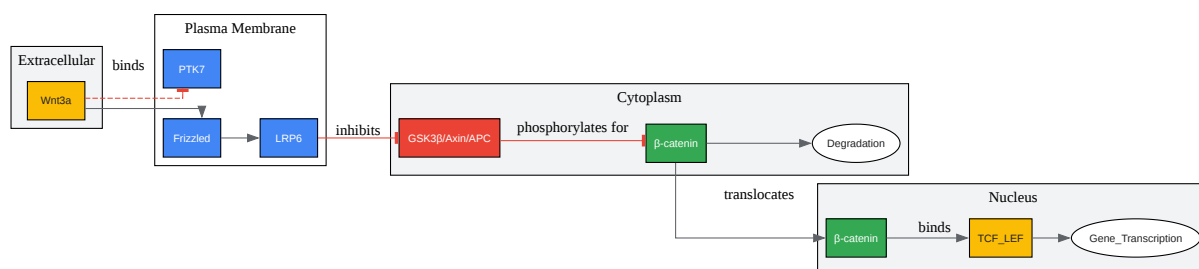 Plasma Membrane
Extracellular
binds
PTK7
Wnt3a
Frizzled
LRP6
inhibits
Cytoplasm
GSK3β/Axin/APC
phosphorylates for
β-catenin
Degradation
translocates
Nucleus
β-catenin
binds
TCF_LEF
Gene_Transcription